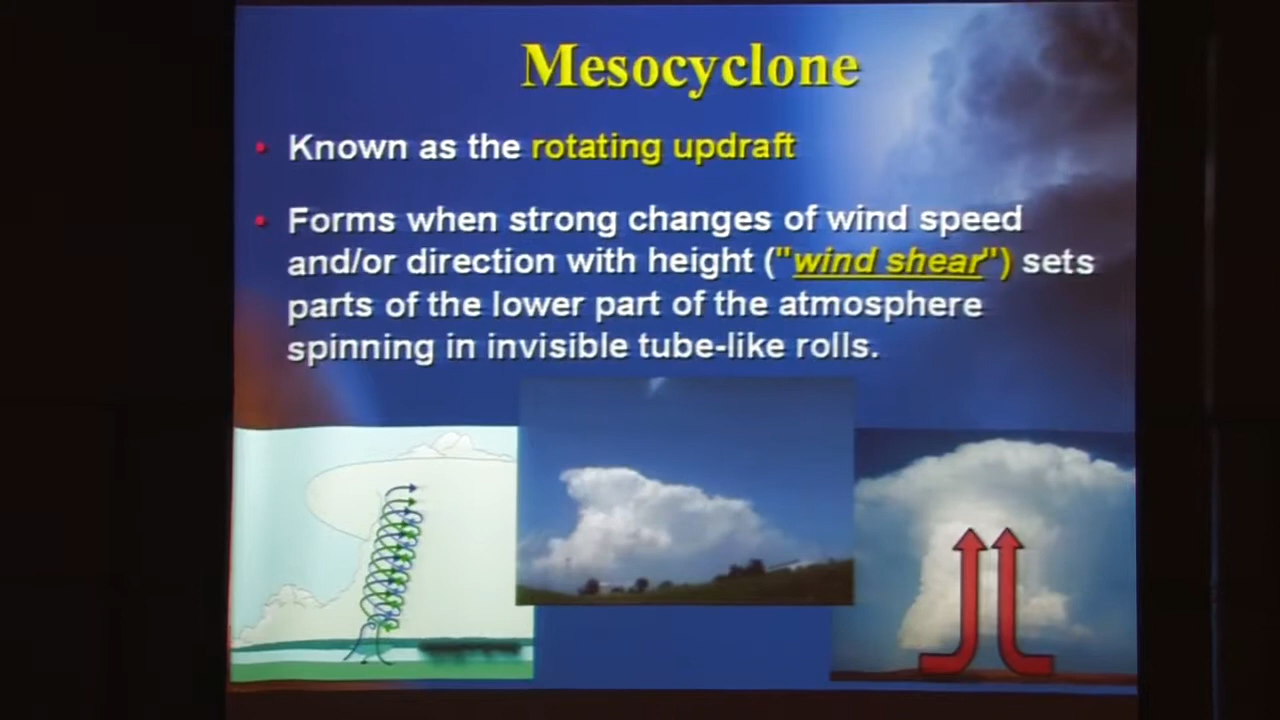 Mesocyclone
• Known as the rotating updraft
• Forms when strong changes of wind speed
and/or direction with height ("wind shear") sets
parts of the lower part of the atmosphere
spinning in invisible tube-like rolls.